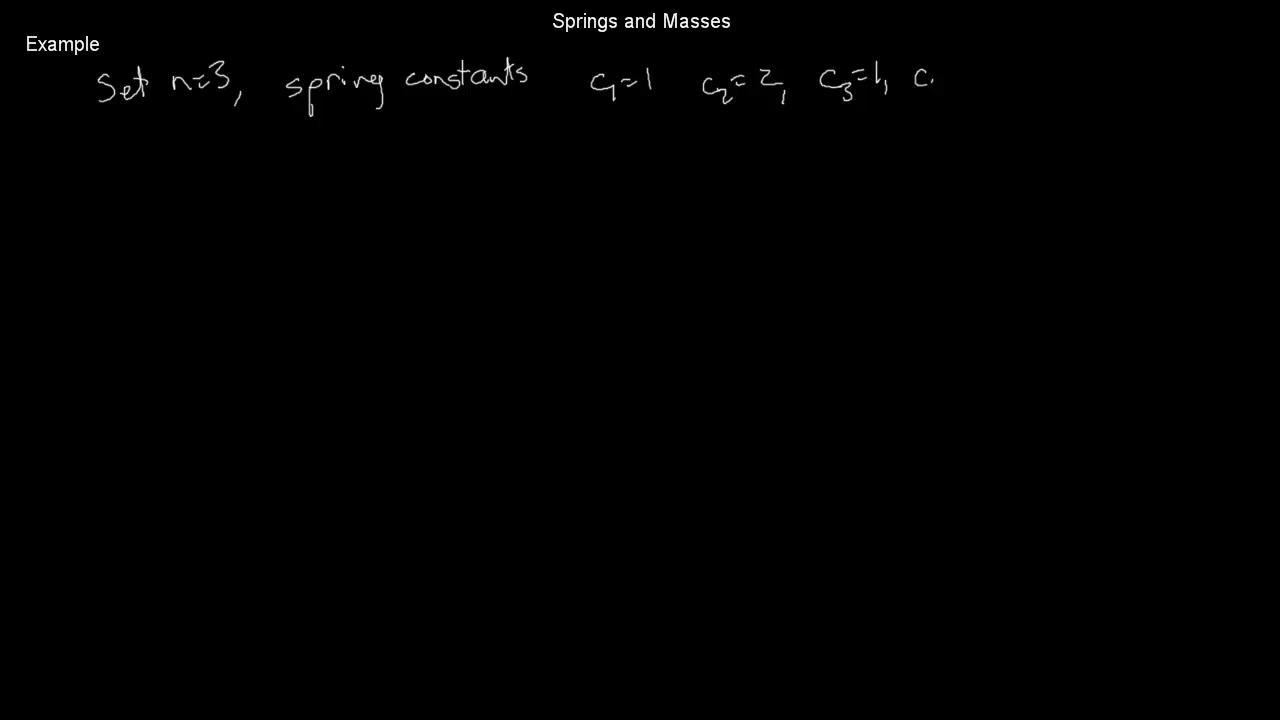 Springs and Masses
Example
Set n=3, spring constants c₁=1 c₂=2, c₃=1, c